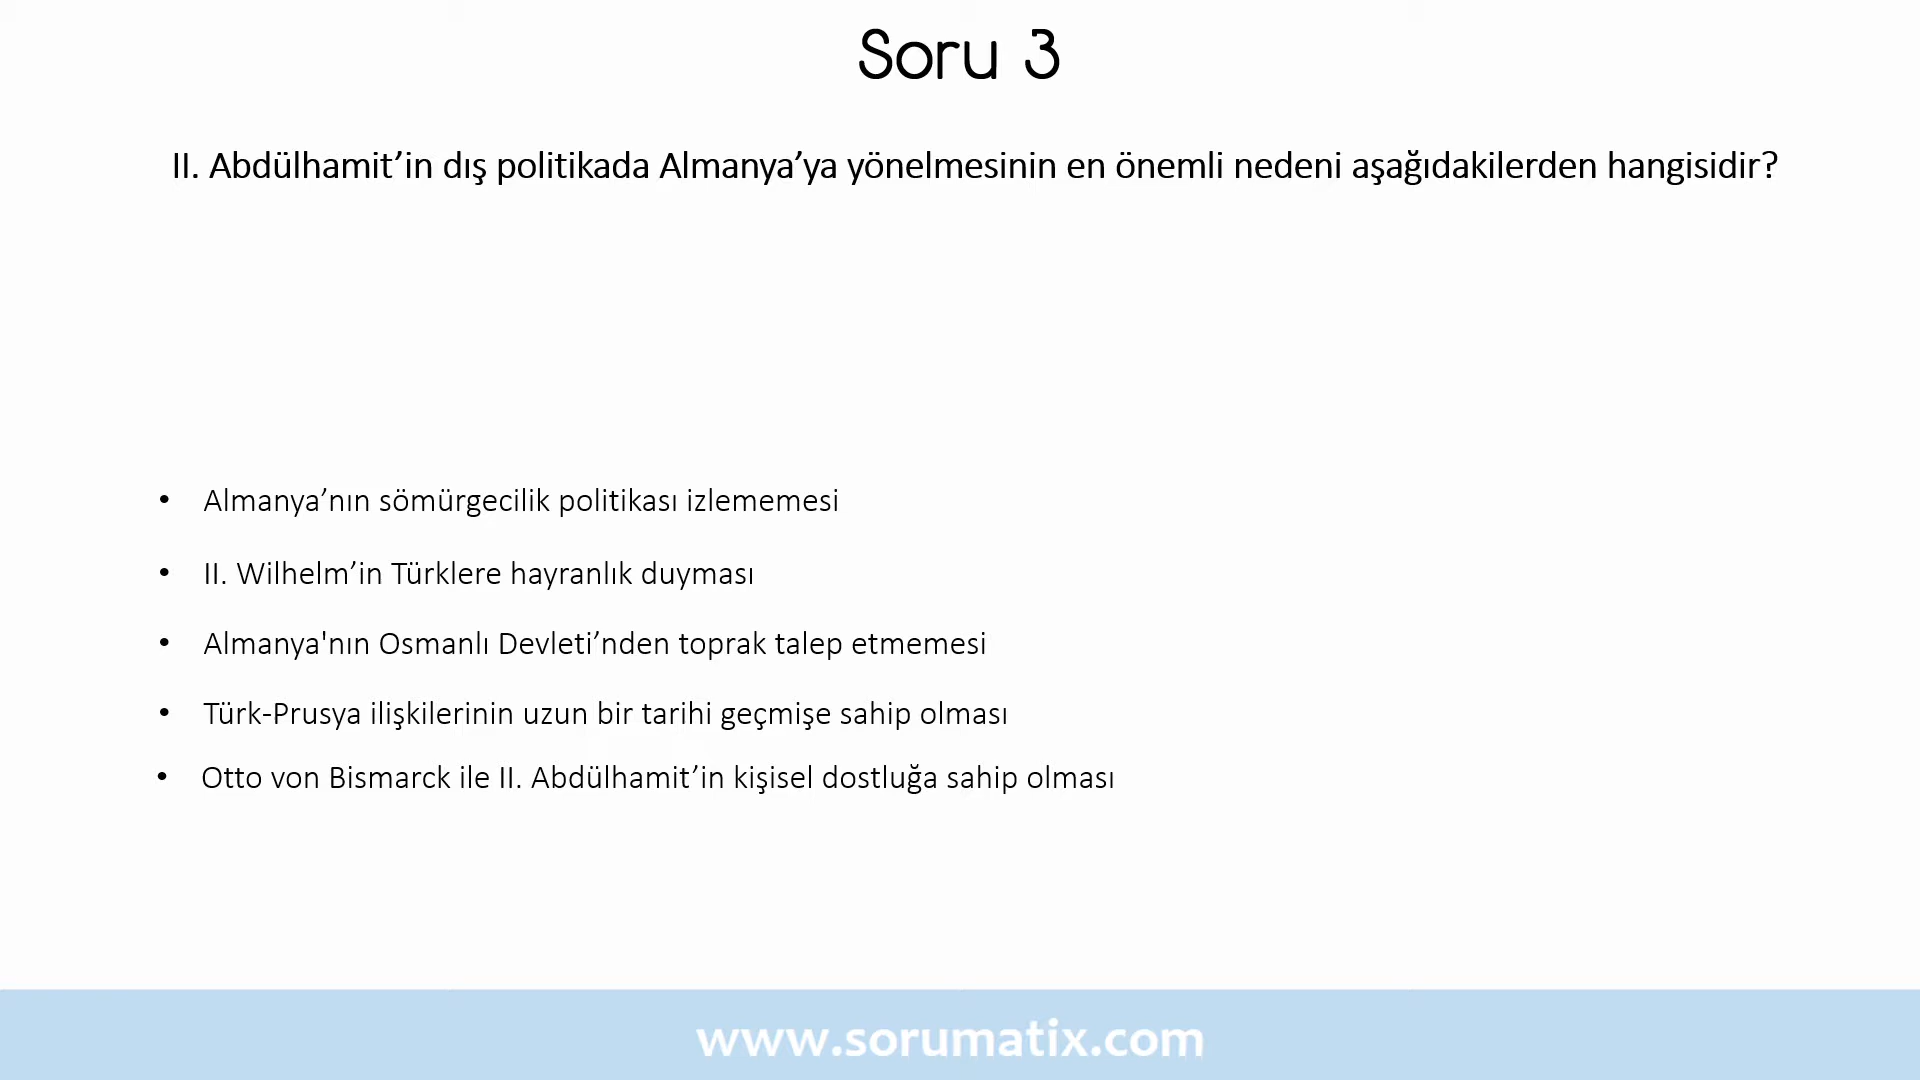 Soru 3
II. Abdülhamit’in dış politikada Almanya’ya yönelmesinin en önemli nedeni aşağıdakilerden hangisidir?
• Almanya’nın sömürgecilik politikası izlememesi
• II. Wilhelm’in Türklere hayranlık duyması
• Almanya'nın Osmanlı Devleti’nden toprak talep etmemesi
• Türk-Prusya ilişkilerinin uzun bir tarihi geçmişe sahip olması
• Otto von Bismarck ile II. Abdülhamit’in kişisel dostluğa sahip olması
www.sorumatix.com